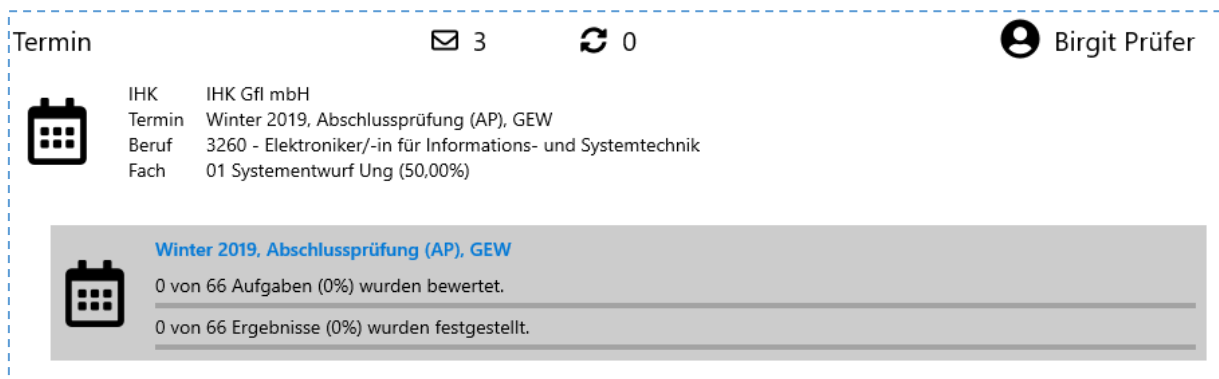 Termin 3 0 Birgit Prüfer
IHK IHK GfI mbH
Termin Winter 2019, Abschlussprüfung (AP), GEW
Beruf 3260 - Elektroniker/-in für Informations- und Systemtechnik
Fach 01 Systementwurf Ung (50,00%)
Winter 2019, Abschlussprüfung (AP), GEW
0 von 66 Aufgaben (0%) wurden bewertet.
0 von 66 Ergebnisse (0%) wurden festgestellt.